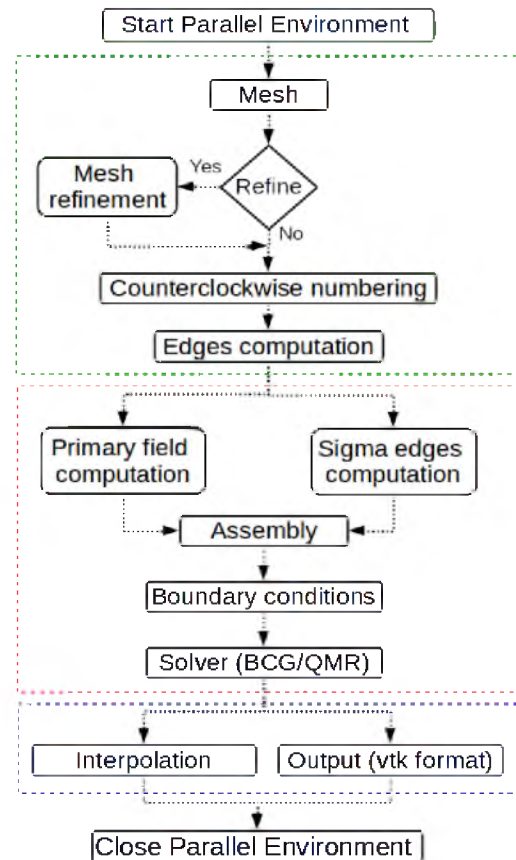 Start Parallel Environment
Mesh
Yes
Mesh
refinement
Refine
No
Counterclockwise numbering
Edges computation
Primary field
computation
Sigma edges
computation
Assembly
Boundary conditions
Solver (BCG/QMR)
Interpolation
Output (vtk format)
Close Parallel Environment